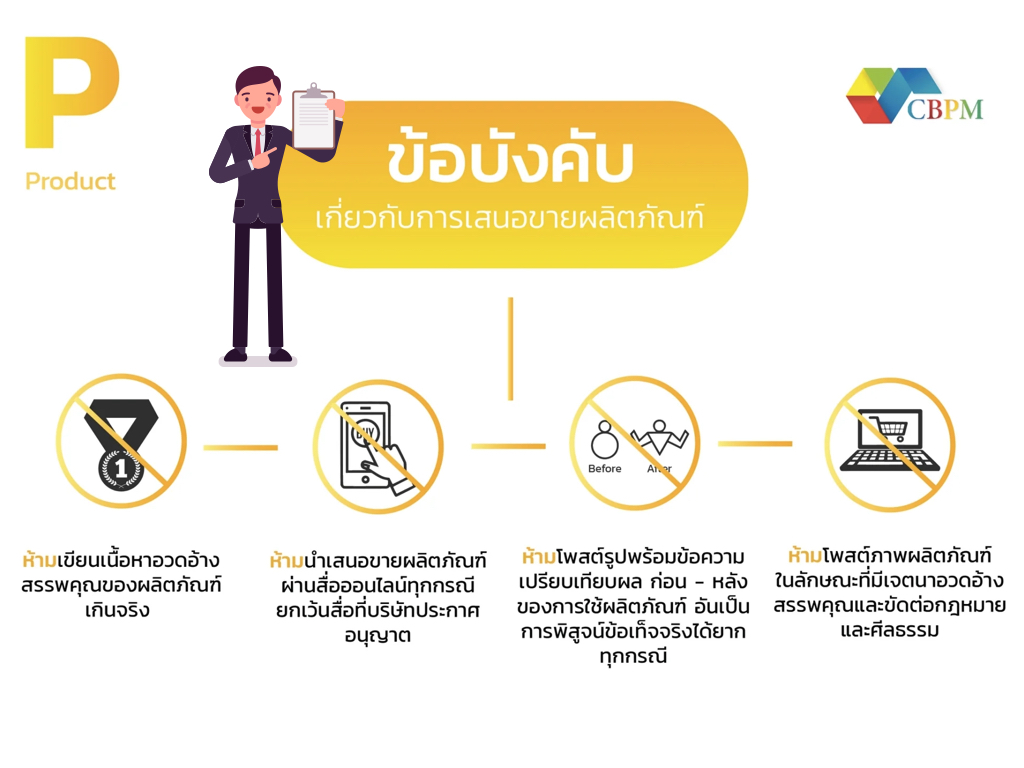 P
Product
CBPM
ข้อบังคับ
เกี่ยวกับการเสนอขายผลิตภัณฑ์
1
ห้ามเขียนเนื้อหาอวดอ้าง
สรรพคุณของผลิตภัณฑ์
เกินจริง
BUY
ห้ามนำเสนอขายผลิตภัณฑ์
ผ่านสื่อออนไลน์ทุกกรณี
ยกเว้นสื่อที่บริษัทประกาศ
อนุญาต
Before
After
ห้ามโพสต์รูปพร้อมข้อความ
เปรียบเทียบผล ก่อน - หลัง
ของการใช้ผลิตภัณฑ์ อันเป็น
การพิสูจน์ข้อเท็จจริงได้ยาก
ทุกกรณี
ห้ามโพสต์ภาพผลิตภัณฑ์
ในลักษณะที่มีเจตนาอวดอ้าง
สรรพคุณและขัดต่อกฎหมาย
และศีลธรรม